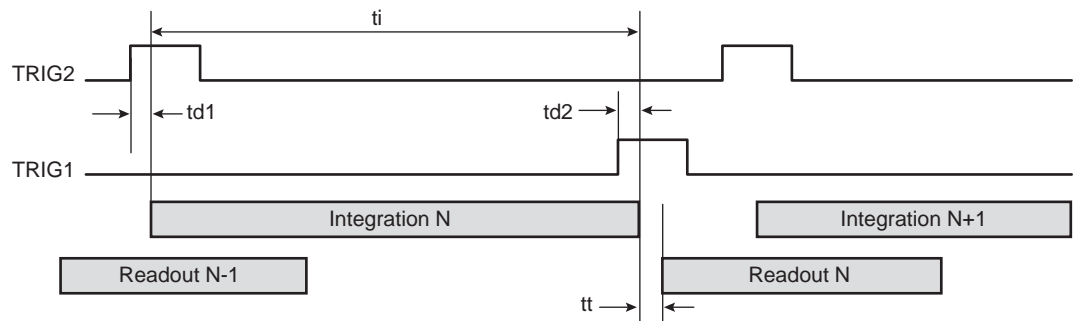 ti
TRIG2
td1
td2
TRIG1
Integration N
Integration N+1
Readout N-1
Readout N
tt